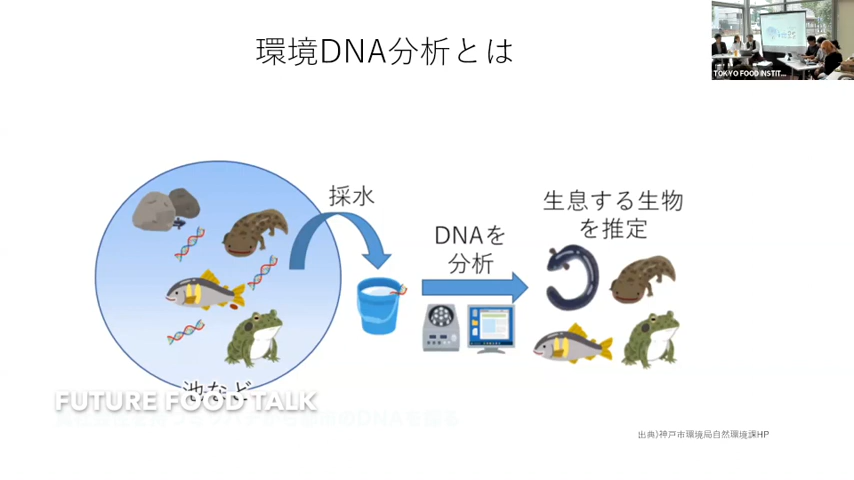 環境DNA分析とは
TOKYO FOOD INSTIT...
採水
DNAを
分析
生息する生物
を推定
池など
FUTURE FOOD TALK
出典)神戸市環境局自然環境課HP